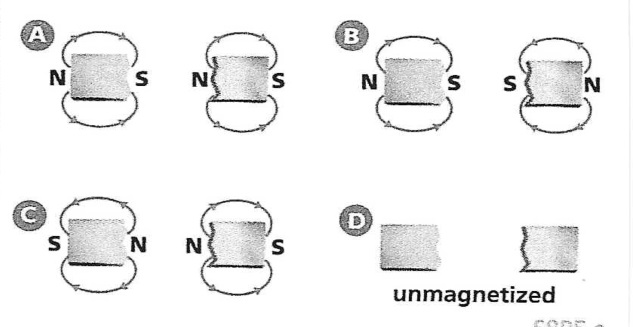 A
B
N S N S
N S S N
C
D
S N N S
unmagnetized